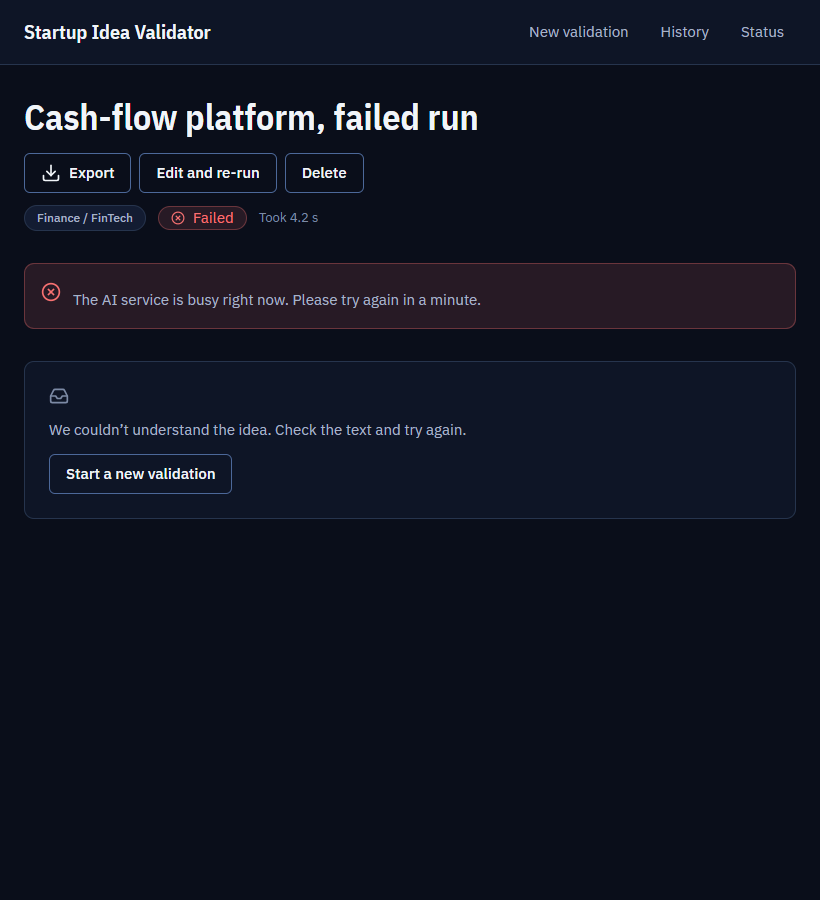 Startup Idea Validator
New validation
History
Status
Cash-flow platform, failed run
Export
Edit and re-run
Delete
Finance / FinTech
Failed
Took 4.2 s
The AI service is busy right now. Please try again in a minute.
We couldn’t understand the idea. Check the text and try again.
Start a new validation